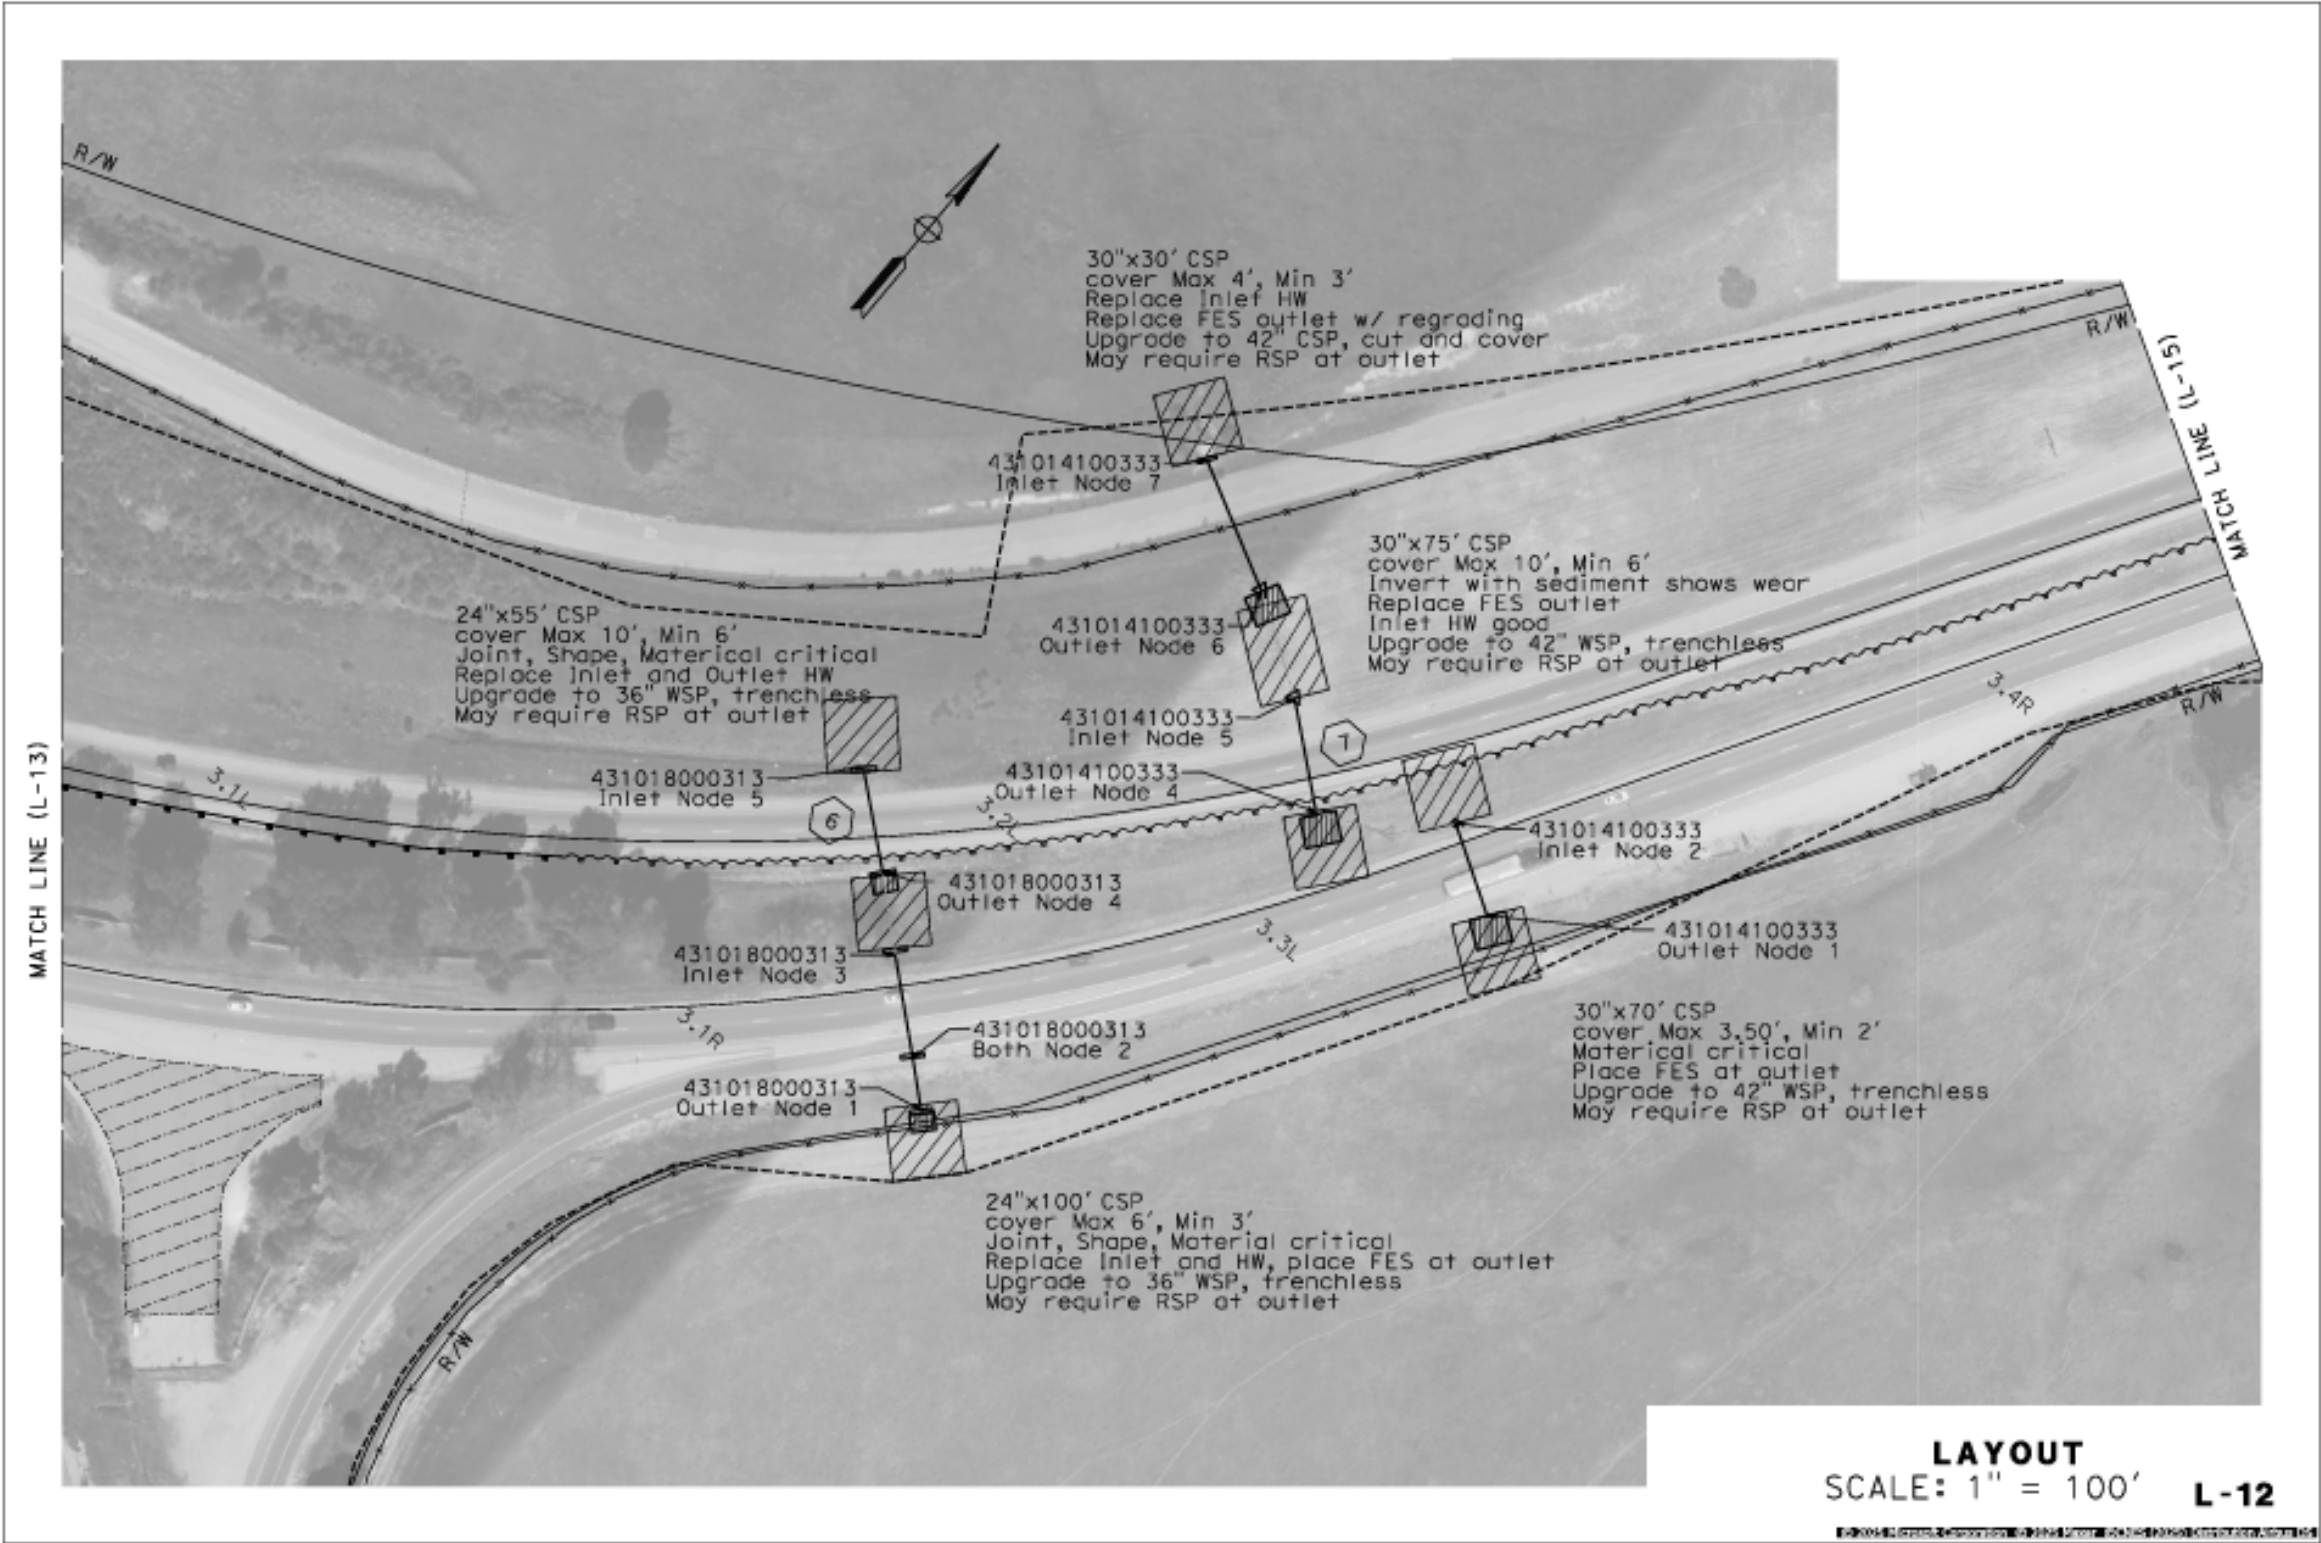 R/W
30"x30' CSP
cover Max 4', Min 3'
Replace Inlet HW
Replace FES outlet w/ regrading
Upgrade to 42" CSP, cut and cover
May require RSP at outlet
R/W
MATCH LINE (L-15)
431014100333
Inlet Node 7
30"x75' CSP
cover Max 10', Min 6'
Invert with sediment shows wear
Replace FES outlet
Inlet HW good
Upgrade to 42" WSP, trenchless
May require RSP at outlet
24"x55' CSP
cover Max 10', Min 6'
Joint, Shape, Materical critical
Replace Inlet and Outlet HW
Upgrade to 36" WSP, trenchless
May require RSP at outlet
431014100333
Outlet Node 6
3.4R
R/W
431014100333
Inlet Node 5
7
MATCH LINE (L-13)
3.1L
431018000313
Inlet Node 5
431014100333
Outlet Node 4
3.2L
6
431014100333
Inlet Node 2
431018000313
Outlet Node 4
431018000313
Inlet Node 3
3.3L
431014100333
Outlet Node 1
3.1R
431018000313
Both Node 2
30"x70' CSP
cover Max 3.50', Min 2'
Materical critical
Place FES at outlet
Upgrade to 42" WSP, trenchless
May require RSP at outlet
431018000313
Outlet Node 1
24"x100' CSP
cover Max 6', Min 3'
Joint, Shape, Material critical
Replace Inlet and HW, place FES at outlet
Upgrade to 36" WSP, trenchless
May require RSP at outlet
R/W
LAYOUT
SCALE: 1" = 100'
L-12
© 2025 Microsoft Corporation © 2025 Maxar ©CNES (2025) Distribution Airbus DS